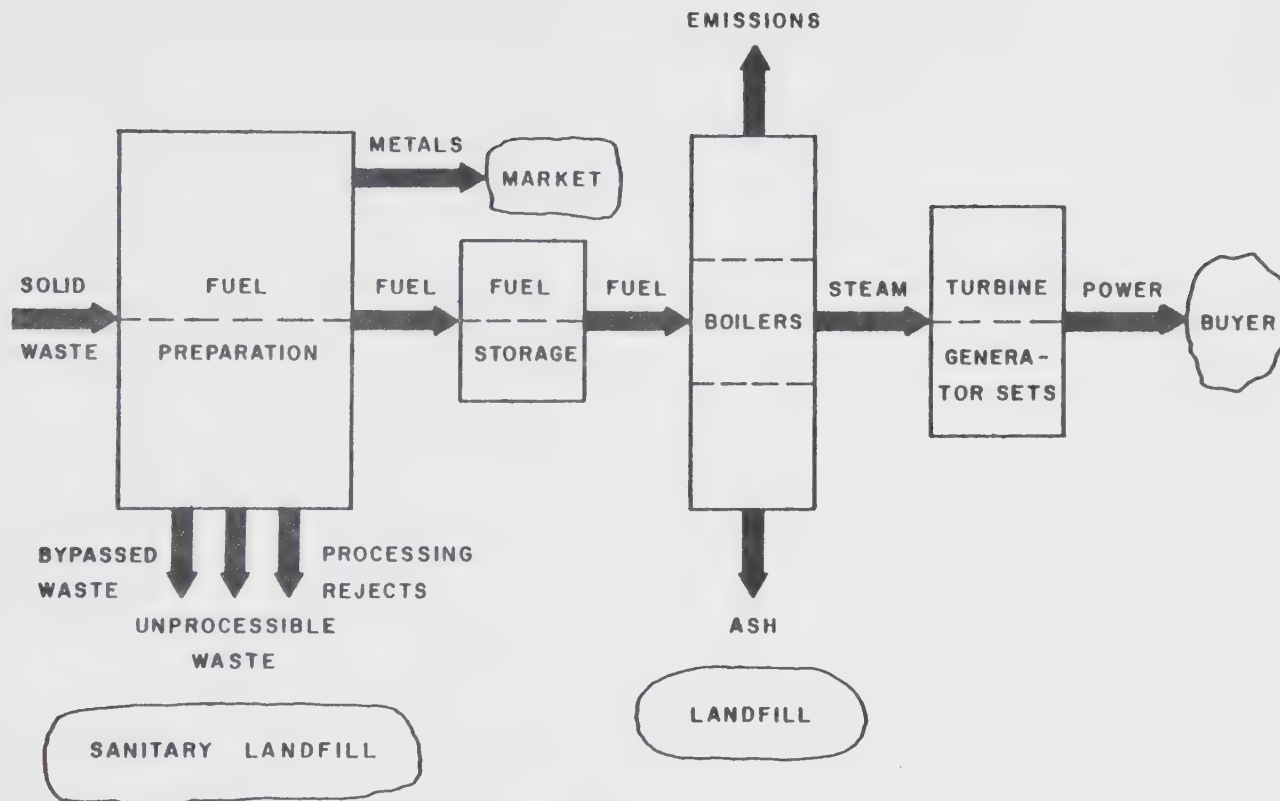 EMISSIONS
METALS
MARKET
SOLID
WASTE
FUEL
PREPARATION
FUEL
FUEL
STORAGE
FUEL
BOILERS
STEAM
TURBINE
GENERA-
TOR SETS
POWER
BUYER
BYPASSED
WASTE
PROCESSING
REJECTS
UNPROCESSIBLE
WASTE
ASH
SANITARY LANDFILL
LANDFILL